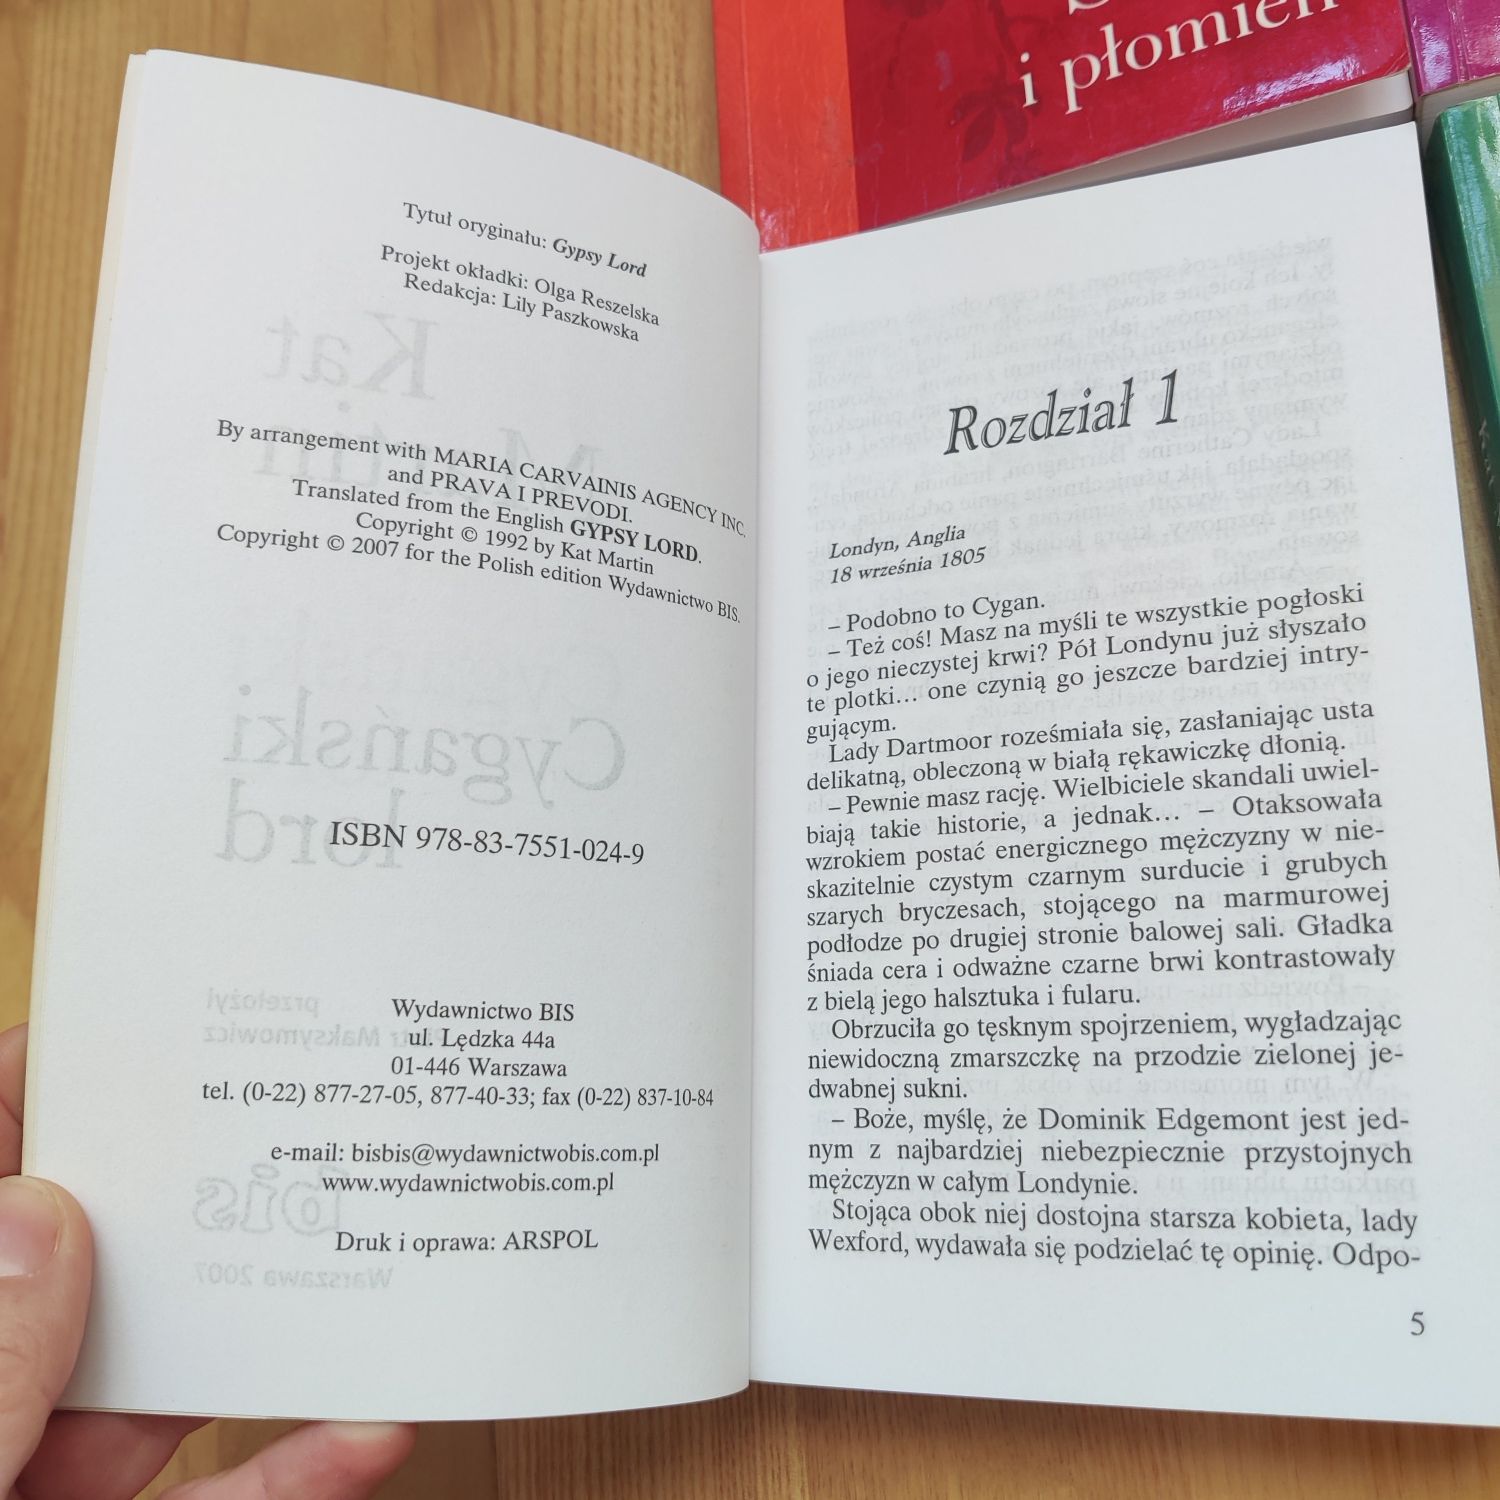 i płomień
Tytuł oryginału: Gypsy Lord
Projekt okładki: Olga Reszelska
Redakcja: Lily Paszkowska
By arrangement with MARIA CARVAINIS AGENCY INC.
and PRAVA I PREVODI.
Translated from the English GYPSY LORD.
Copyright © 1992 by Kat Martin
Copyright © 2007 for the Polish edition Wydawnictwo BIS.
ISBN 978-83-7551-024-9
Wydawnictwo BIS
ul. Lędzka 44a
01-446 Warszawa
tel. (0-22) 877-27-05, 877-40-33; fax (0-22) 837-10-84
e-mail: bisbis@wydawnictwobis.com.pl
www.wydawnictwobis.com.pl
Druk i oprawa: ARSPOL
Kat
Martin
Cygański
lord
przełożył
Maksymowicz
bis
Warszawa 2007
Rozdział 1
Londyn, Anglia
18 września 1805
– Podobno to Cygan.
– Też coś! Masz na myśli te wszystkie pogłoski
o jego nieczystej krwi? Pół Londynu już słyszało
te plotki... one czynią go jeszcze bardziej intry-
gującym.
Lady Dartmoor roześmiała się, zasłaniając usta
delikatną, obleczoną w białą rękawiczkę dłonią.
– Pewnie masz rację. Wielbiciele skandali uwiel-
biają takie historie, a jednak... – Otaksowała
wzrokiem postać energicznego mężczyzny w nie-
skazitelnie czystym czarnym surducie i grubych
szarych bryczesach, stojącego na marmurowej
podłodze po drugiej stronie balowej sali. Gładka
śniada cera i odważne czarne brwi kontrastowały
z bielą jego halsztuka i fularu.
Obrzuciła go tęsknym spojrzeniem, wygładzając
niewidoczną zmarszczkę na przodzie zielonej je-
dwabnej sukni.
– Boże, myślę, że Dominik Edgemont jest jed-
nym z najbardziej niebezpiecznie przystojnych
mężczyzn w całym Londynie.
Stojąca obok niej dostojna starsza kobieta, lady
Wexford, wydawała się podzielać tę opinię. Odpo-
5